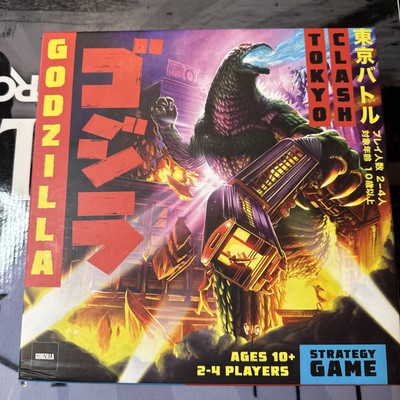 GODZILLA
ゴジラ
TOKYO
CLASH
東京バトル
プレイ人数 2-4人
対象年齢 10歳以上
GODZILLA
AGES 10+
2-4 PLAYERS
STRATEGY
GAME